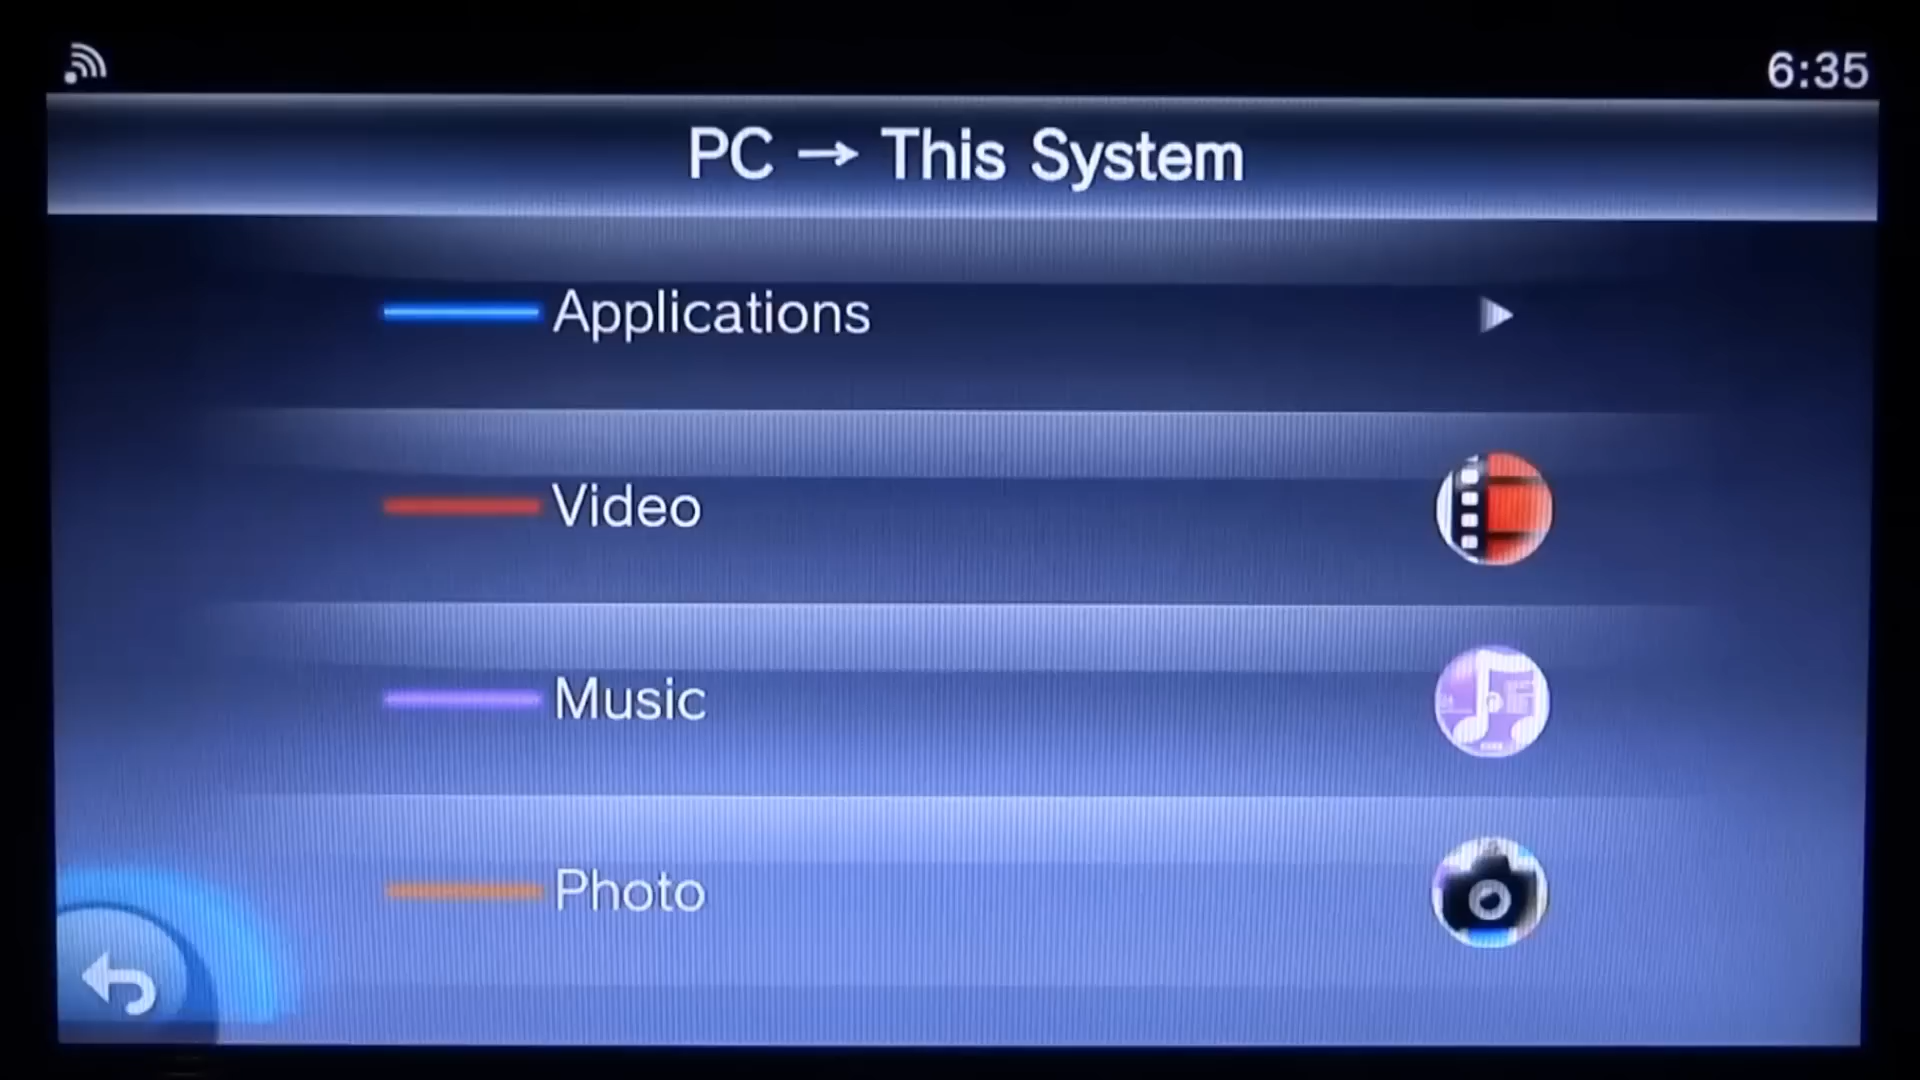 6:35
PC → This System
Applications
Video
Music
Photo